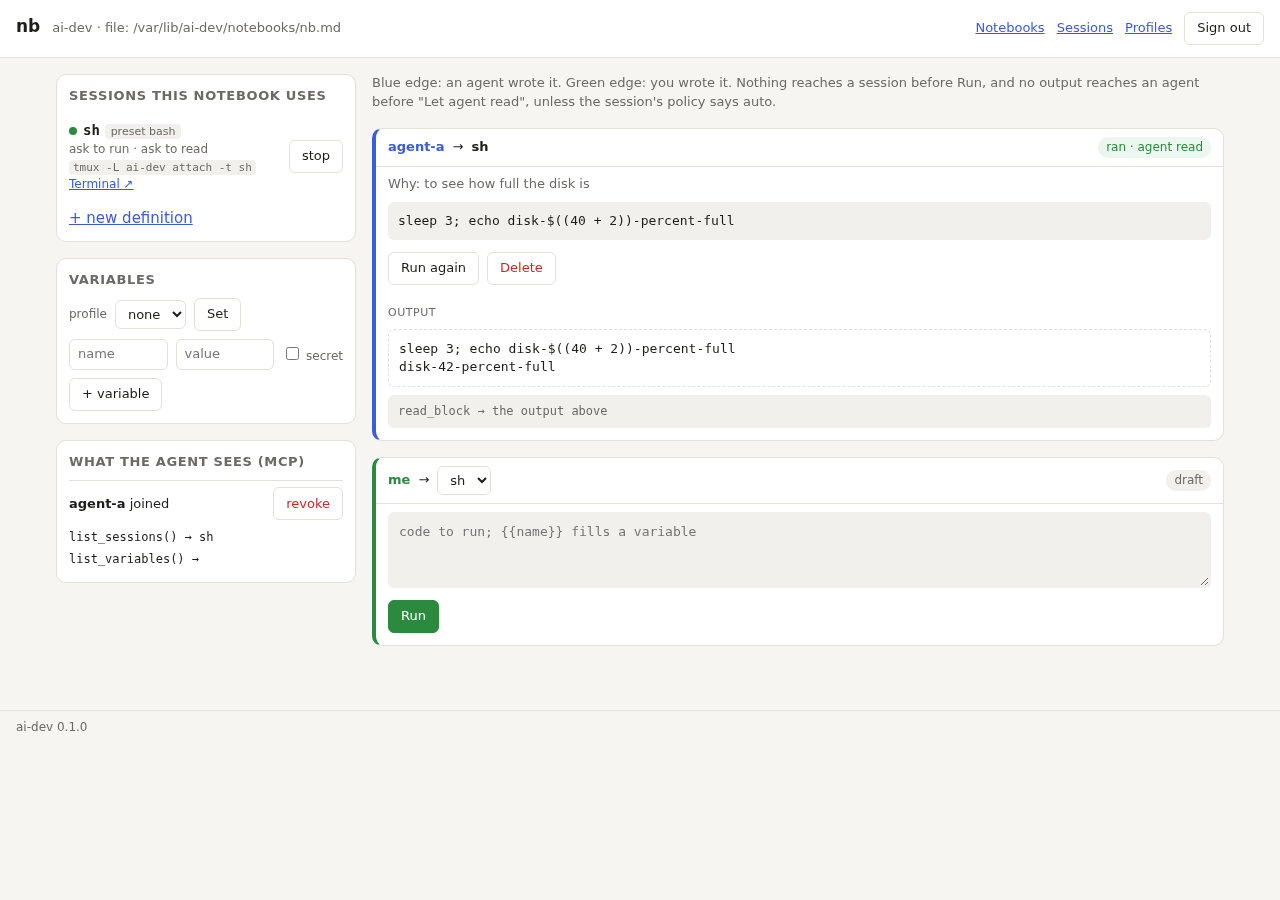 nb ai-dev · file: /var/lib/ai-dev/notebooks/nb.md Notebooks Sessions Profiles Sign out
SESSIONS THIS NOTEBOOK USES
sh preset bash
ask to run · ask to read
stop
tmux -L ai-dev attach -t sh
Terminal ↗
+ new definition
VARIABLES
profile none Set
name value secret
+ variable
WHAT THE AGENT SEES (MCP)
agent-a joined revoke
list_sessions() → sh
list_variables() →
Blue edge: an agent wrote it. Green edge: you wrote it. Nothing reaches a session before Run, and no output reaches an agent
before "Let agent read", unless the session's policy says auto.
agent-a → sh ran · agent read
Why: to see how full the disk is
sleep 3; echo disk-$((40 + 2))-percent-full
Run again Delete
OUTPUT
sleep 3; echo disk-$((40 + 2))-percent-full
disk-42-percent-full
read_block → the output above
me → sh draft
code to run; {{name}} fills a variable
Run
ai-dev 0.1.0